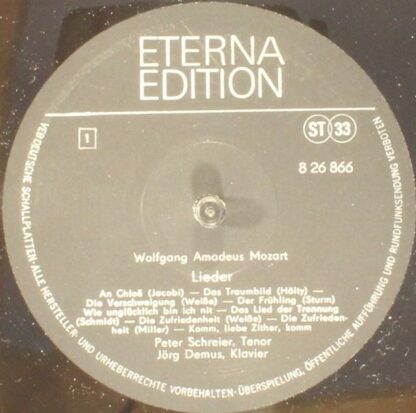 ETERNA
EDITION
ST 33
1
8 26 866
Wolfgang Amadeus Mozart
Lieder
An Chloë (Jacobi) — Das Traumbild (Hölty) —
Die Verschweigung (Weiße) — Der Frühling (Sturm)
Wie unglücklich bin ich nit — Das Lied der Trennung
(Schmidt) — Die Zufriedenheit (Weiße) — Die Zufrieden-
heit (Miller) — Komm, liebe Zither, komm
Peter Schreier, Tenor
Jörg Demus, Klavier
VEB DEUTSCHE SCHALLPLATTEN · ALLE HERSTELLER- UND URHEBERRECHTE VORBEHALTEN · ÜBERSPIELUNG, ÖFFENTLICHE AUFFÜHRUNG UND RUNDFUNKSENDUNG VERBOTEN